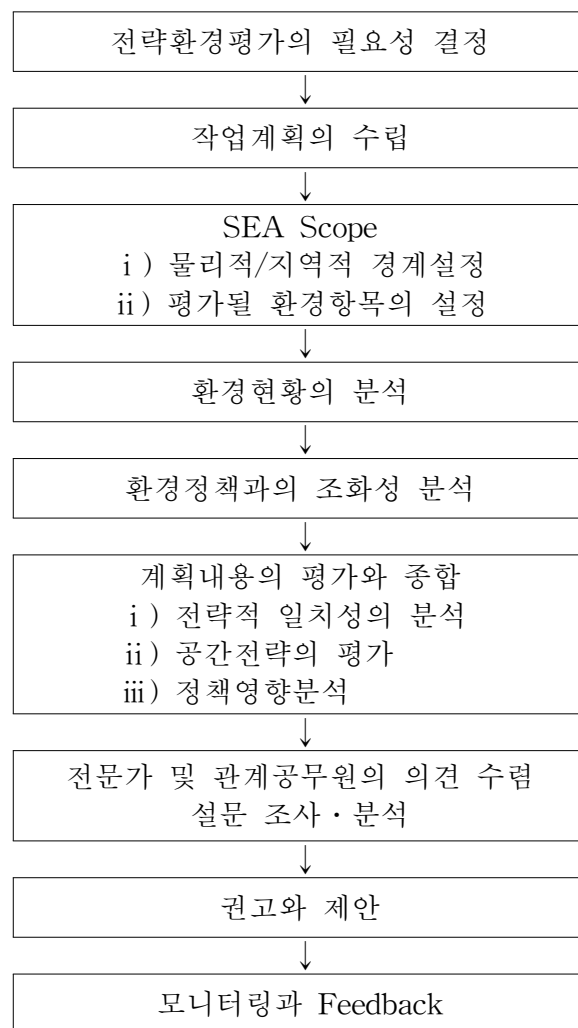 전략환경평가의 필요성 결정
↓
작업계획의 수립
↓
SEA Scope
ⅰ) 물리적/지역적 경계설정
ⅱ) 평가될 환경항목의 설정
↓
환경현황의 분석
↓
환경정책과의 조화성 분석
↓
계획내용의 평가와 종합
ⅰ) 전략적 일치성의 분석
ⅱ) 공간전략의 평가
ⅲ) 정책영향분석
↓
전문가 및 관계공무원의 의견 수렴
설문 조사·분석
↓
권고와 제안
↓
모니터링과 Feedback